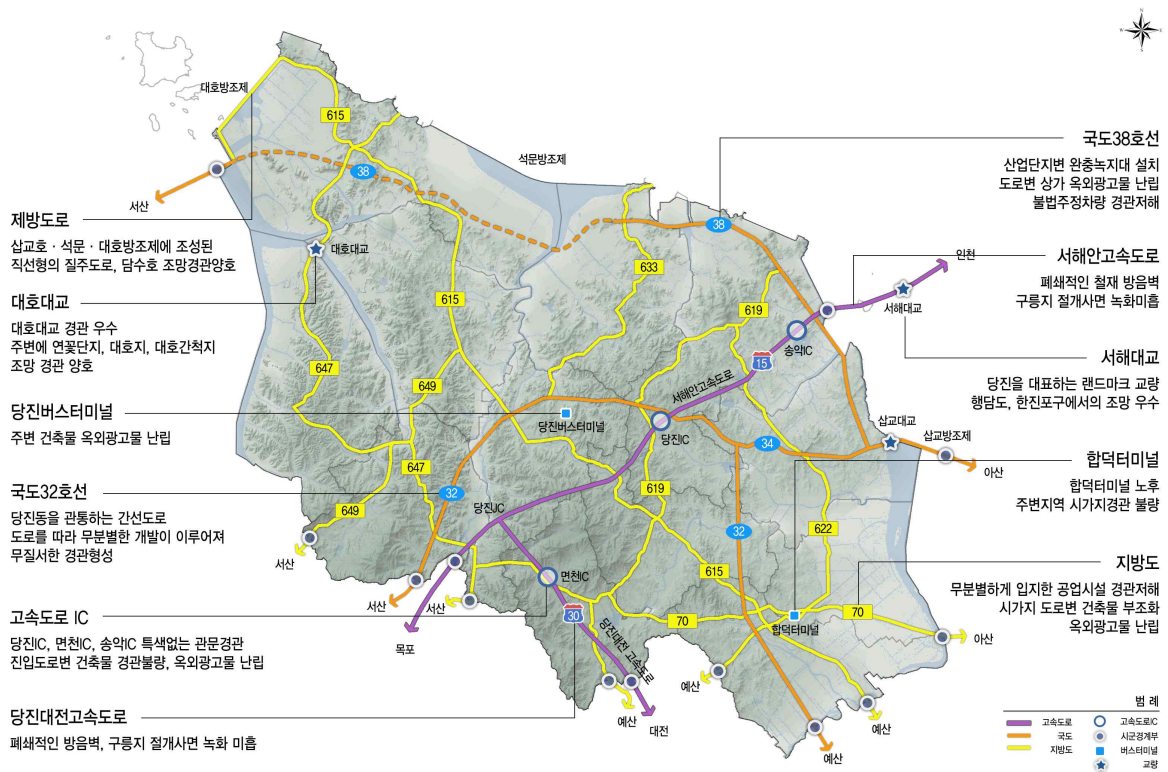 N
대호방조제
615
석문방조제
38
서산
38
대호대교
633
615
619
647
649
인천
서해대교
송악IC
15
서해안고속도로
당진버스터미널
당진IC
삽교대교
삽교방조제
34
아산
647
32
619
당진JC
649
622
32
서산
면천IC
615
서산
서산
30
70
합덕터미널
70
목포
당진대전 고속도로
아산
예산
예산
대전
예산
예산
제방도로
삽교호 · 석문 · 대호방조제에 조성된
직선형의 질주도로, 담수호 조망경관양호
대호대교
대호대교 경관 우수
주변에 연꽃단지, 대호지, 대호간척지
조망 경관 양호
당진버스터미널
주변 건축물 옥외광고물 난립
국도32호선
당진동을 관통하는 간선도로
도로를 따라 무분별한 개발이 이루어져
무질서한 경관형성
고속도로 IC
당진IC, 면천IC, 송악IC 특색없는 관문경관
진입도로변 건축물 경관불량, 옥외광고물 난립
당진대전고속도로
폐쇄적인 방음벽, 구릉지 절개사면 녹화 미흡
국도38호선
산업단지변 완충녹지대 설치
도로변 상가 옥외광고물 난립
불법주정차량 경관저해
서해안고속도로
폐쇄적인 철재 방음벽
구릉지 절개사면 녹화미흡
서해대교
당진을 대표하는 랜드마크 교량
행담도, 한진포구에서의 조망 우수
합덕터미널
합덕터미널 노후
주변지역 시가지경관 불량
지방도
무분별하게 입지한 공업시설 경관저해
시가지 도로변 건축물 부조화
옥외광고물 난립
범 례
고속도로
고속도로IC
국도
시군경계부
지방도
버스터미널
교량